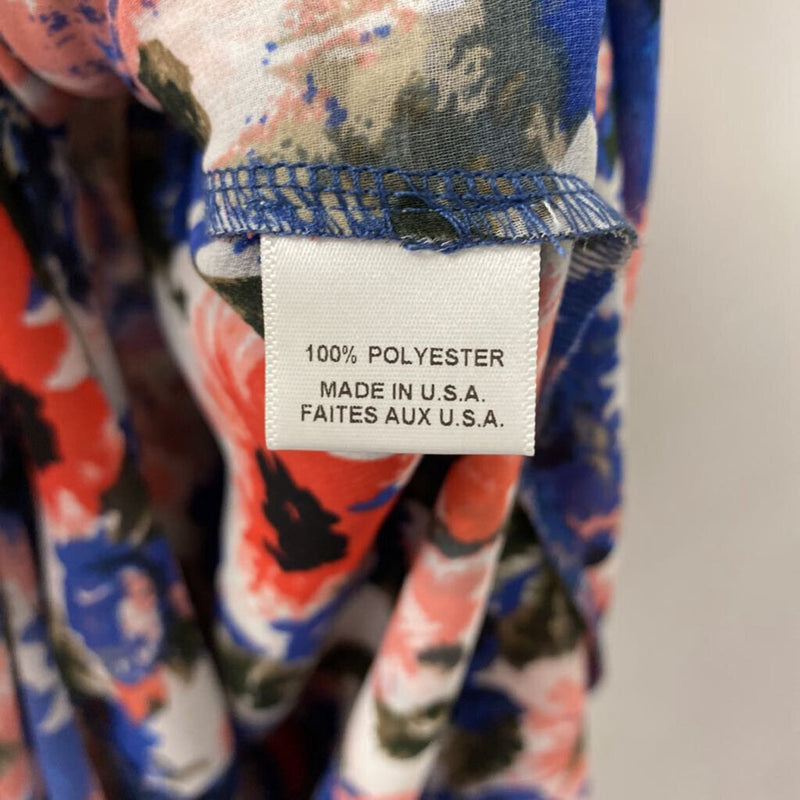 100% POLYESTER
MADE IN U.S.A.
FAITES AUX U.S.A.